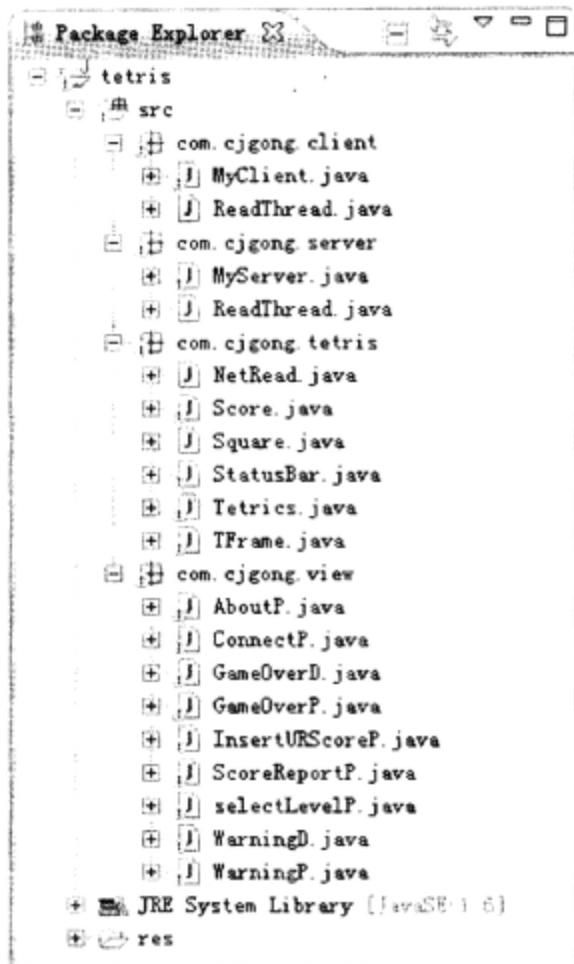 Package Explorer
tetris
src
com.cjgong.client
MyClient.java
ReadThread.java
com.cjgong.server
MyServer.java
ReadThread.java
com.cjgong.tetris
NetRead.java
Score.java
Square.java
StatusBar.java
Tetrics.java
TFrame.java
com.cjgong.view
AboutP.java
ConnectP.java
GameOverD.java
GameOverP.java
InsertURScoreP.java
ScoreReportP.java
selectLevelP.java
WarningD.java
WarningP.java
JRE System Library [JavaSE-1.6]
res